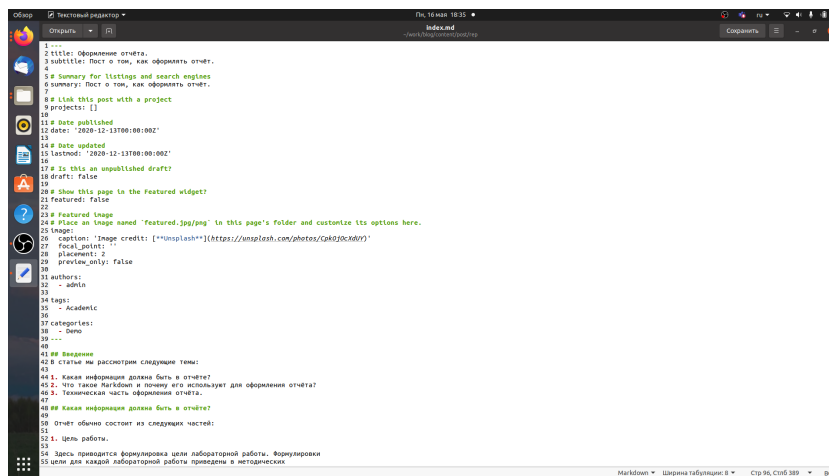 Обзор
Текстовый редактор
Пн, 16 мая 18:35
ru
Открыть
index.md
~/work/blog/content/post/rep
Сохранить
1 ---
2 title: Оформление отчёта.
3 subtitle: Пост о том, как оформлять отчёт.
4
5 # Summary for listings and search engines
6 summary: Пост о том, как оформлять отчёт.
7
8 # Link this post with a project
9 projects: []
10
11 # Date published
12 date: '2020-12-13T00:00:00Z'
13
14 # Date updated
15 lastmod: '2020-12-13T00:00:00Z'
16
17 # Is this an unpublished draft?
18 draft: false
19
20 # Show this page in the Featured widget?
21 featured: false
22
23 # Featured image
24 # Place an image named `featured.jpg/png` in this page's folder and customize its options here.
25 image:
26   caption: 'Image credit: [**Unsplash**](https://unsplash.com/photos/CpkOjOcXdUY)'
27   focal_point: ''
28   placement: 2
29   preview_only: false
30
31 authors:
32   - admin
33
34 tags:
35   - Academic
36
37 categories:
38   - Demo
39 ---
40
41 ## Введение
42 В статье мы рассмотрим следующие темы:
43
44 1. Какая информация должна быть в отчёте?
45 2. Что такое Markdown и почему его используют для оформления отчёта?
46 3. Техническая часть оформления отчёта.
47
48 ## Какая информация должна быть в отчёте?
49
50  Отчёт обычно состоит из следующих частей:
51
52 1. Цель работы.
53
54  Здесь приводится формулировка цели лабораторной работы. Формулировки
55 цели для каждой лабораторной работы приведены в методических
Markdown
Ширина табуляции: 8
Стр 96, Стлб 389